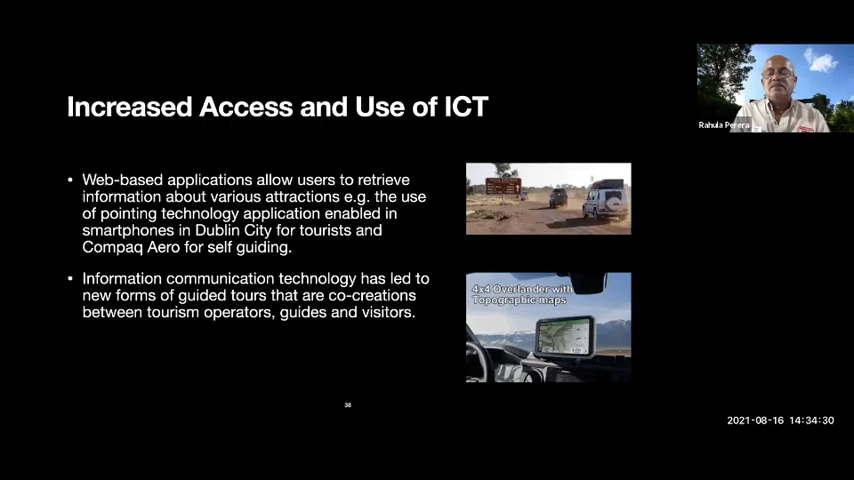 Increased Access and Use of ICT
Rahula Perera
• Web-based applications allow users to retrieve
information about various attractions e.g. the use
of pointing technology application enabled in
smartphones in Dublin City for tourists and
Compaq Aero for self guiding.
• Information communication technology has led to
new forms of guided tours that are co-creations
between tourism operators, guides and visitors.
4x4 Overlander with
Topographic maps
38
2021-08-16 14:34:30